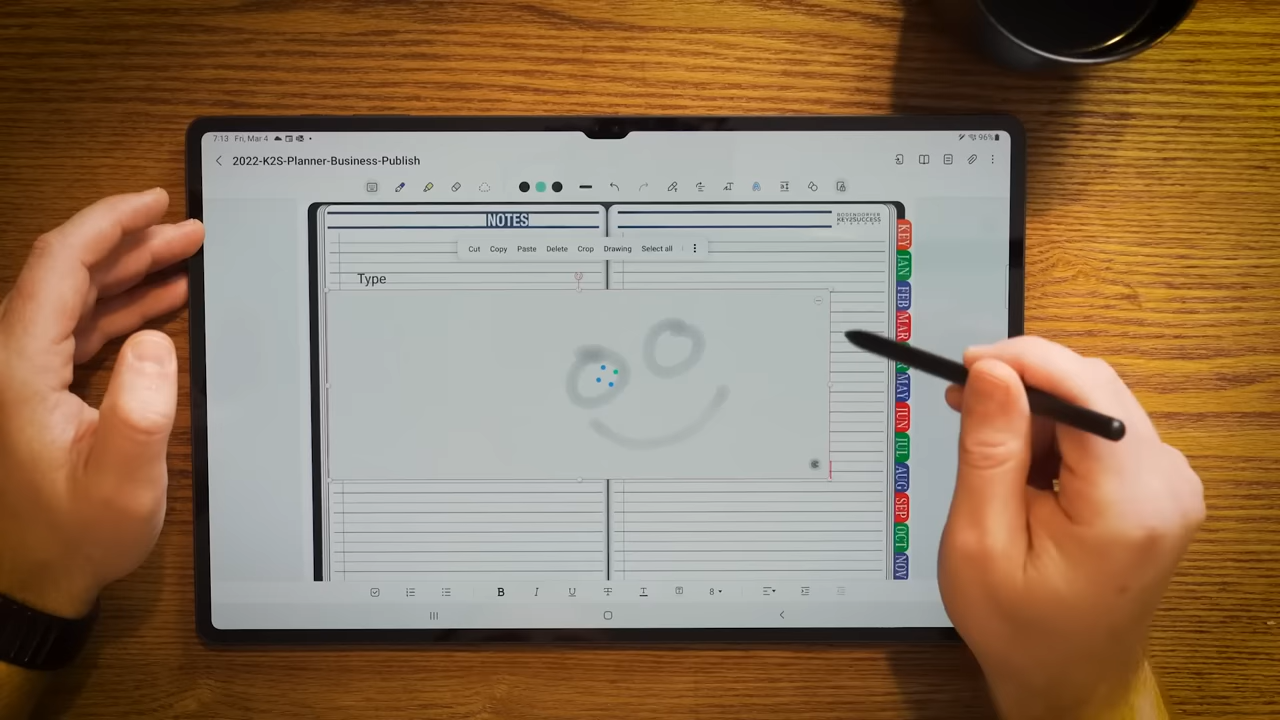 7:13 Fri, Mar 4
96%
2022-K2S-Planner-Business-Publish
NOTES
KEY2SUCCESS
Cut Copy Paste Delete Crop Drawing Select all
Type
KEY
JAN
FEB
MAR
MAY
JUN
JUL
AUG
SEP
OCT
NOV
B I U T T 8